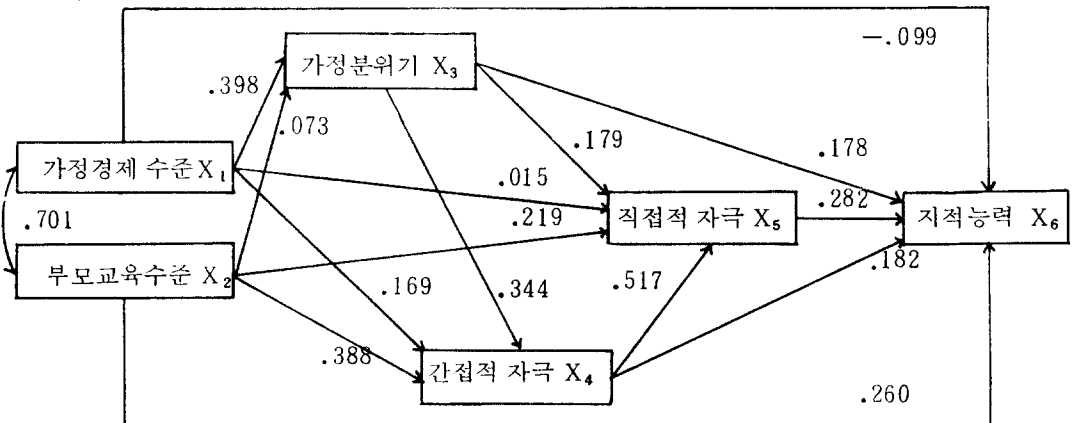 −.099
가정분위기 X₃
.398
.073
.179
.178
가정경제 수준 X₁
.015
.282
.701
.219
직접적 자극 X₅
지적능력 X₆
부모교육수준 X₂
.169
.344
.517
.182
.388
간접적 자극 X₄
.260